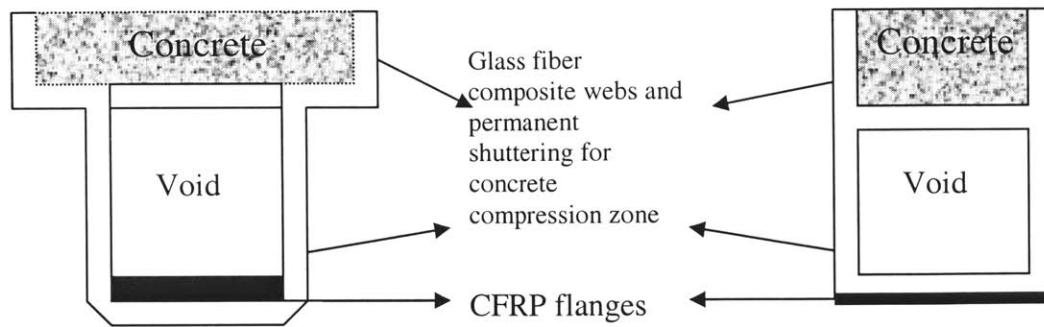 Concrete
Void
Glass fiber
composite webs and
permanent
shuttering for
concrete
compression zone
CFRP flanges
Concrete
Void